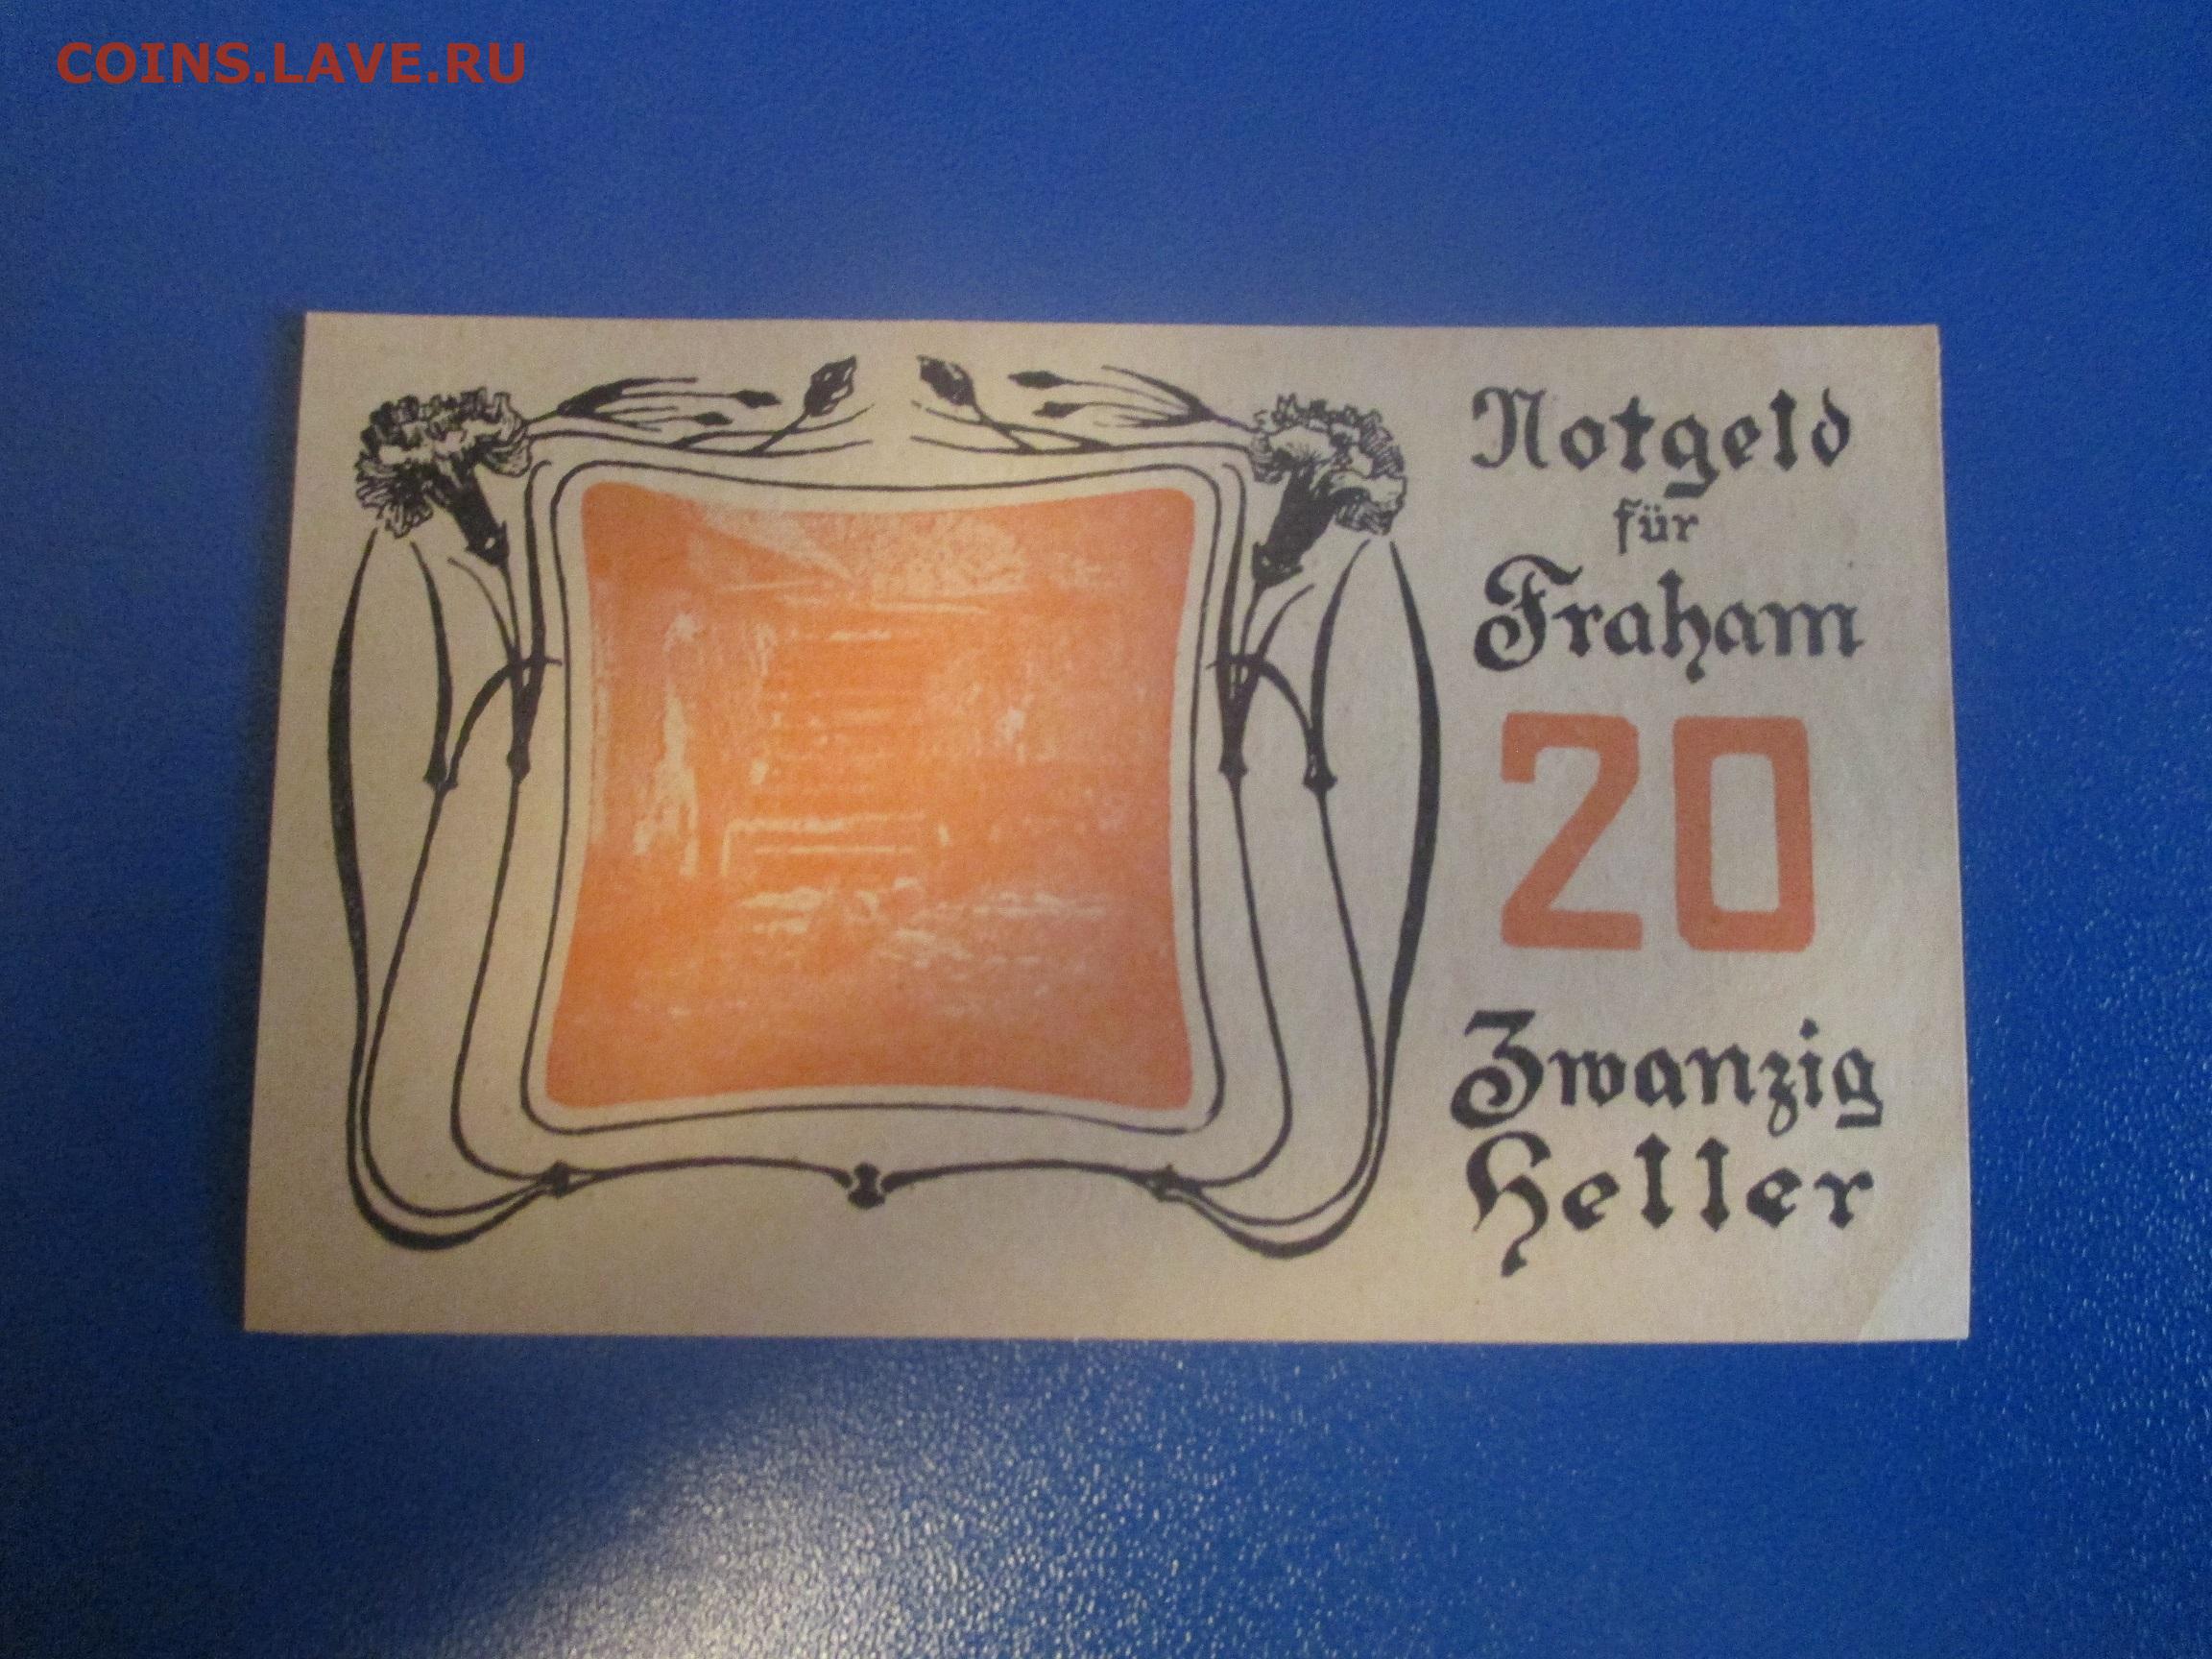 COINS.LAVE.RU
Notgeld
für
Fraham
20
Zwanzig
Heller